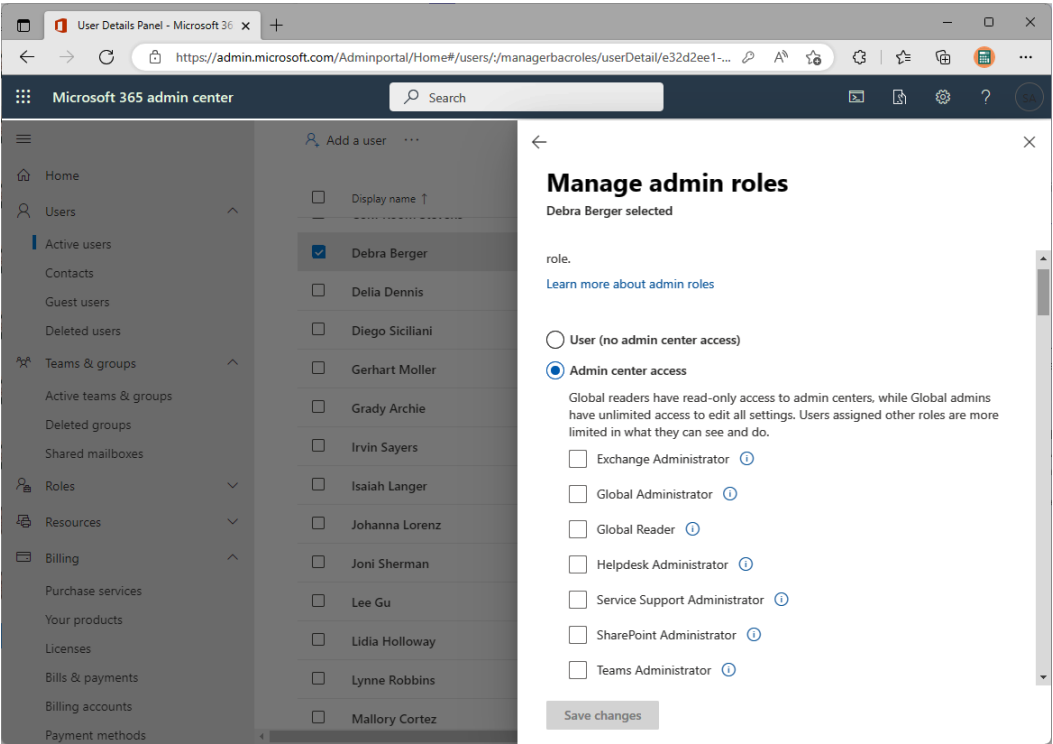 User Details Panel - Microsoft 36
https://admin.microsoft.com/Adminportal/Home#/users/:/managerbacroles/userDetail/e32d2ee1-...
Microsoft 365 admin center
Search
Home
Users
Active users
Contacts
Guest users
Deleted users
Teams & groups
Active teams & groups
Deleted groups
Shared mailboxes
Roles
Resources
Billing
Purchase services
Your products
Licenses
Bills & payments
Billing accounts
Payment methods
Add a user
Display name ↑
Debra Berger
Delia Dennis
Diego Siciliani
Gerhart Moller
Grady Archie
Irvin Sayers
Isaiah Langer
Johanna Lorenz
Joni Sherman
Lee Gu
Lidia Holloway
Lynne Robbins
Mallory Cortez
Manage admin roles
Debra Berger selected
role.
Learn more about admin roles
User (no admin center access)
Admin center access
Global readers have read-only access to admin centers, while Global admins
have unlimited access to edit all settings. Users assigned other roles are more
limited in what they can see and do.
Exchange Administrator
Global Administrator
Global Reader
Helpdesk Administrator
Service Support Administrator
SharePoint Administrator
Teams Administrator
Save changes